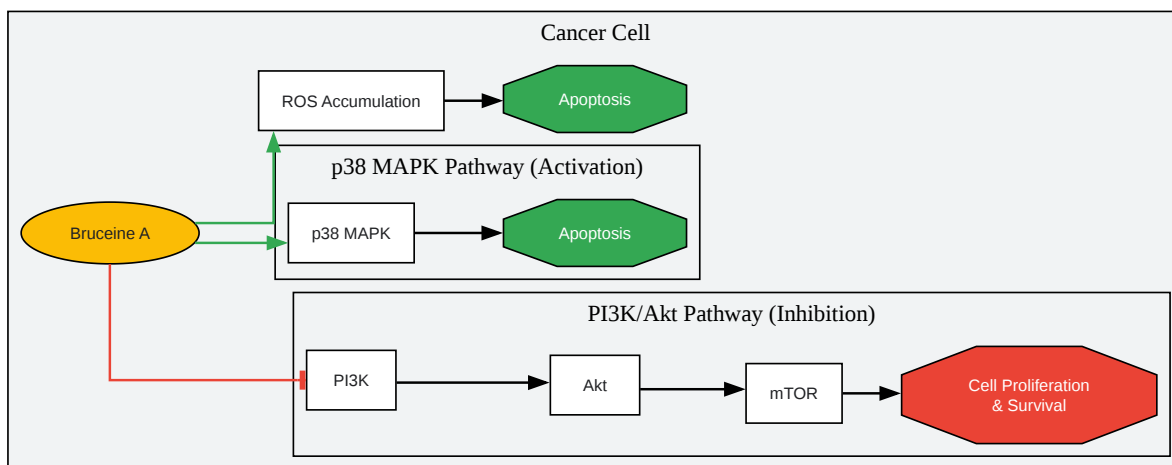 Cancer Cell
ROS Accumulation
Apoptosis
p38 MAPK Pathway (Activation)
Bruceine A
p38 MAPK
Apoptosis
PI3K/Akt Pathway (Inhibition)
PI3K
Akt
mTOR
Cell Proliferation
& Survival